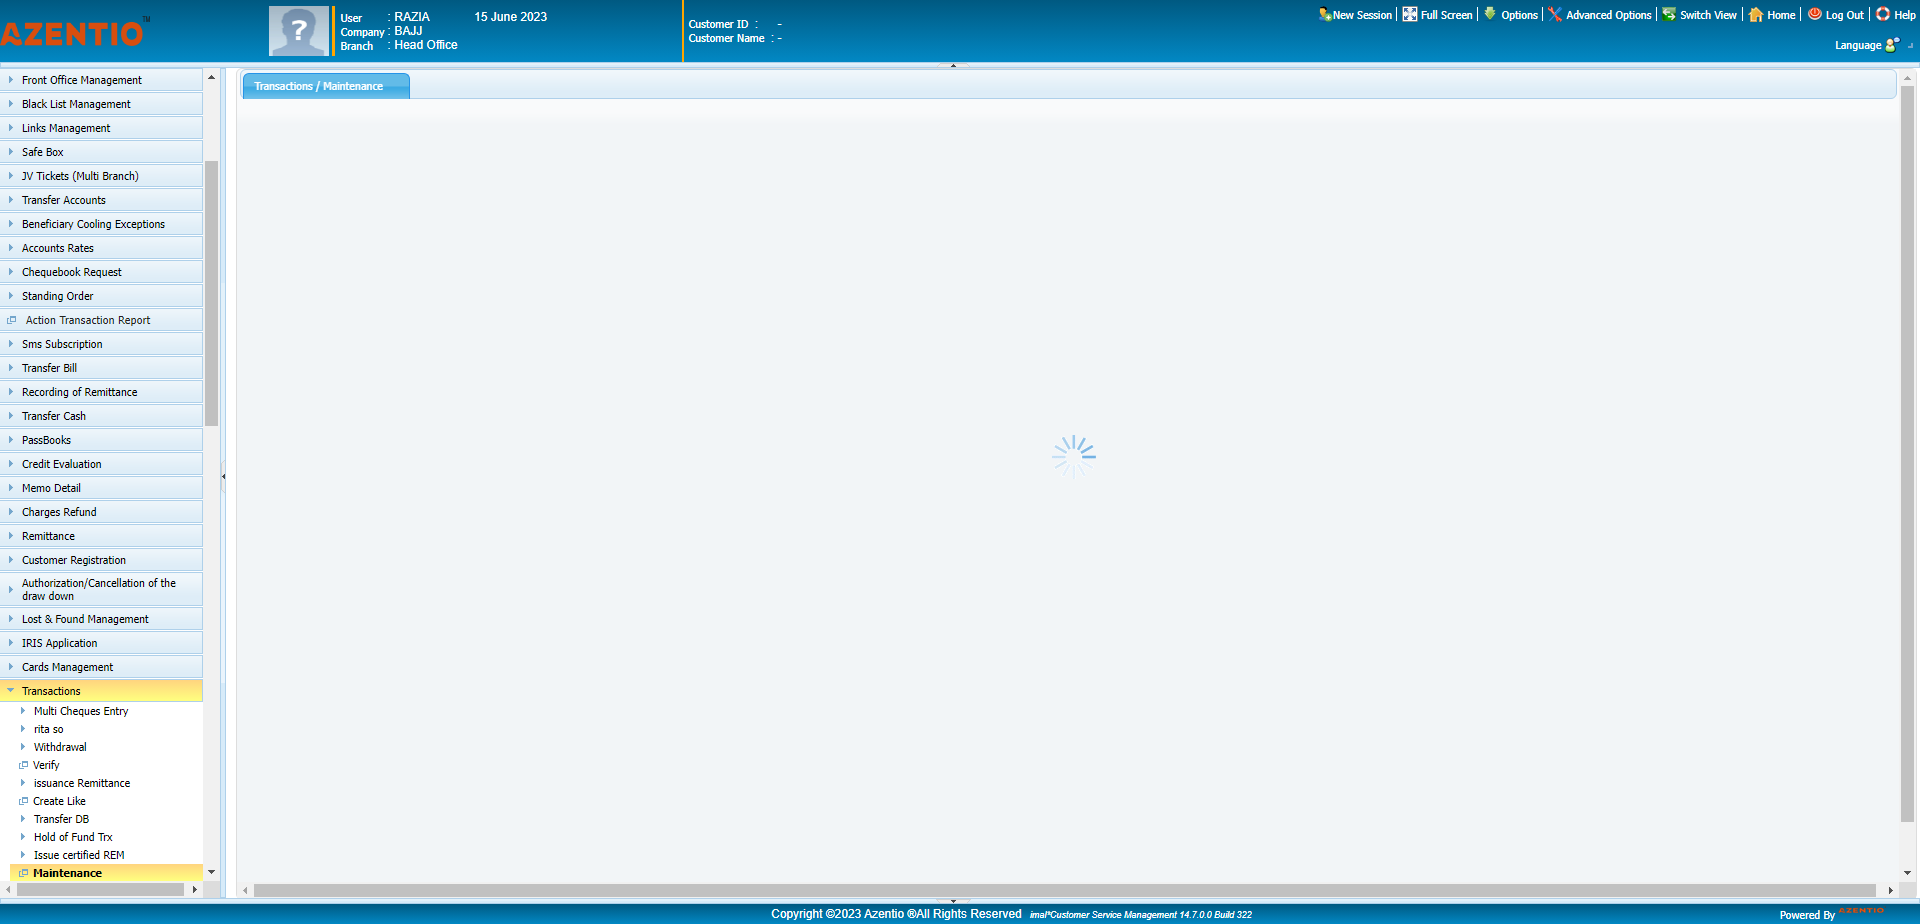 AZENTIO™
User : RAZIA 15 June 2023
Company : BAJJ
Branch : Head Office
Customer ID : -
Customer Name : -
New Session Full Screen Options Advanced Options Switch View Home Log Out Help
Language
Front Office Management
Black List Management
Links Management
Safe Box
JV Tickets (Multi Branch)
Transfer Accounts
Beneficiary Cooling Exceptions
Accounts Rates
Chequebook Request
Standing Order
Action Transaction Report
Sms Subscription
Transfer Bill
Recording of Remittance
Transfer Cash
PassBooks
Credit Evaluation
Memo Detail
Charges Refund
Remittance
Customer Registration
Authorization/Cancellation of the
draw down
Lost & Found Management
IRIS Application
Cards Management
Transactions
Multi Cheques Entry
rita so
Withdrawal
Verify
issuance Remittance
Create Like
Transfer DB
Hold of Fund Trx
Issue certified REM
Maintenance
Transactions / Maintenance
Copyright ©2023 Azentio ®All Rights Reserved imal*Customer Service Management 14.7.0.0 Build 322
Powered By AZENTIO